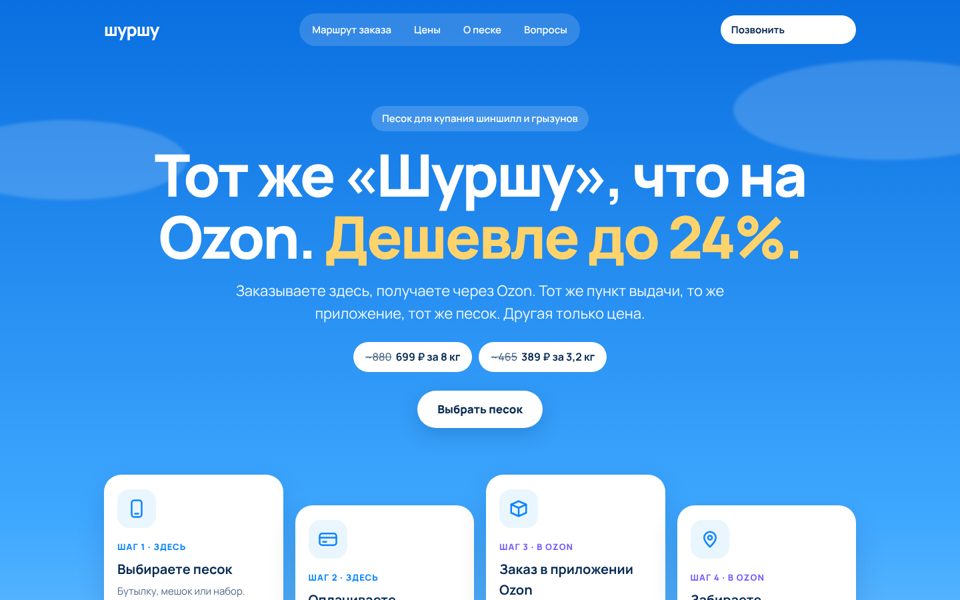 шуршу
Маршрут заказа
Цены
О песке
Вопросы
Позвонить
Песок для купания шиншилл и грызунов
Тот же «Шуршу», что на
Ozon. Дешевле до 24%.
Заказываете здесь, получаете через Ozon. Тот же пункт выдачи, то же
приложение, тот же песок. Другая только цена.
~880 699 ₽ за 8 кг
~465 389 ₽ за 3,2 кг
Выбрать песок
ШАГ 1 · ЗДЕСЬ
Выбираете песок
Бутылку, мешок или набор.
ШАГ 2 · ЗДЕСЬ
Оплачиваете
ШАГ 3 · В OZON
Заказ в приложении
Ozon
ШАГ 4 · В OZON
Забираете